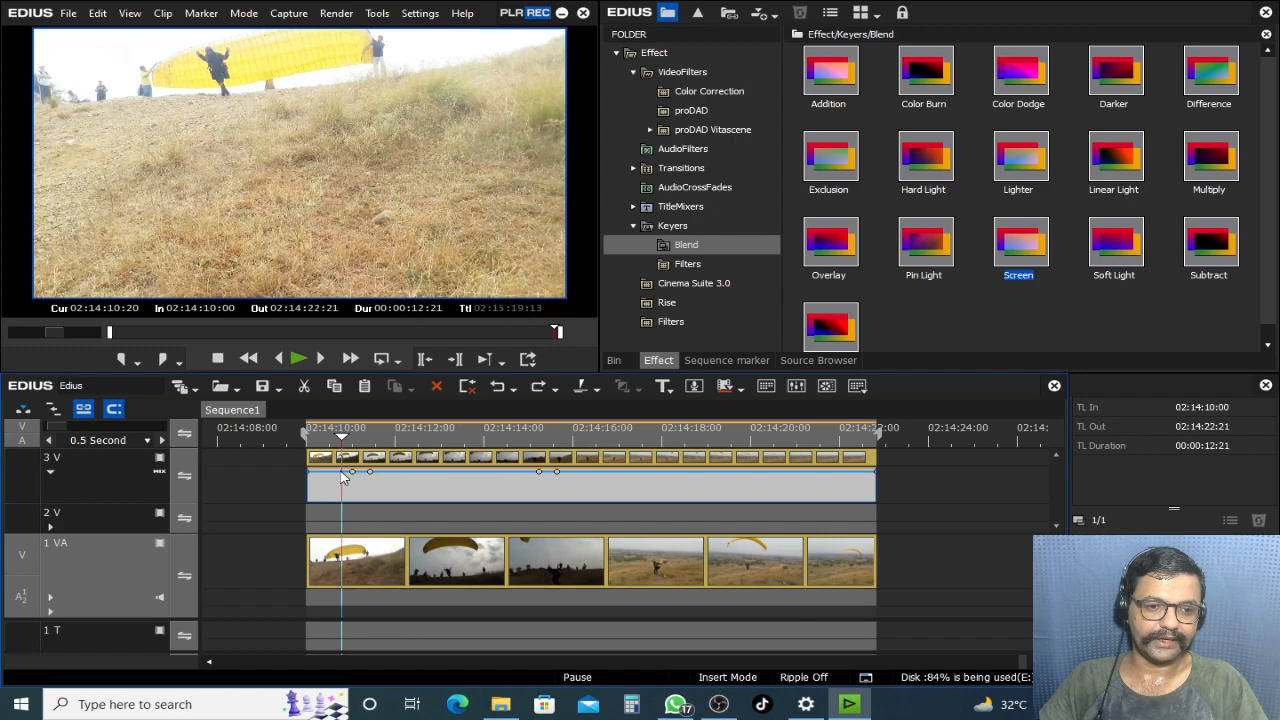 File Edit View Clip Marker Mode Capture Render Tools Settings Help PLR REC
Cur 02:14:10:20 In 02:14:10:00 Out 02:14:22:21 Dur 00:00:12:21 Ttl 02:15:19:13
EDIUS
FOLDER
Effect
VideoFilters
Color Correction
proDAD
proDAD Vitascene
AudioFilters
Transitions
AudioCrossFades
TitleMixers
Keyers
Blend
Filters
Cinema Suite 3.0
Rise
Filters
Effect/Keyers/Blend
Addition Color Burn Color Dodge Darker Difference
Exclusion Hard Light Lighter Linear Light Multiply
Overlay Pin Light Screen Soft Light Subtract
Bin Effect Sequence marker Source Browser
EDIUS Edius
Sequence1
V
A 0.5 Second
02:14:08:00 02:14:10:00 02:14:12:00 02:14:14:00 02:14:16:00 02:14:18:00 02:14:20:00 02:14:22:00 02:14:24:00 02:14:
3 V
MIX
2 V
1 VA
V
A 1 2
1 T
TL In 02:14:10:00
TL Out 02:14:22:21
TL Duration 00:00:12:21
1/1
Pause Insert Mode Ripple Off Disk :84% is being used(E:
Type here to search
17
32°C